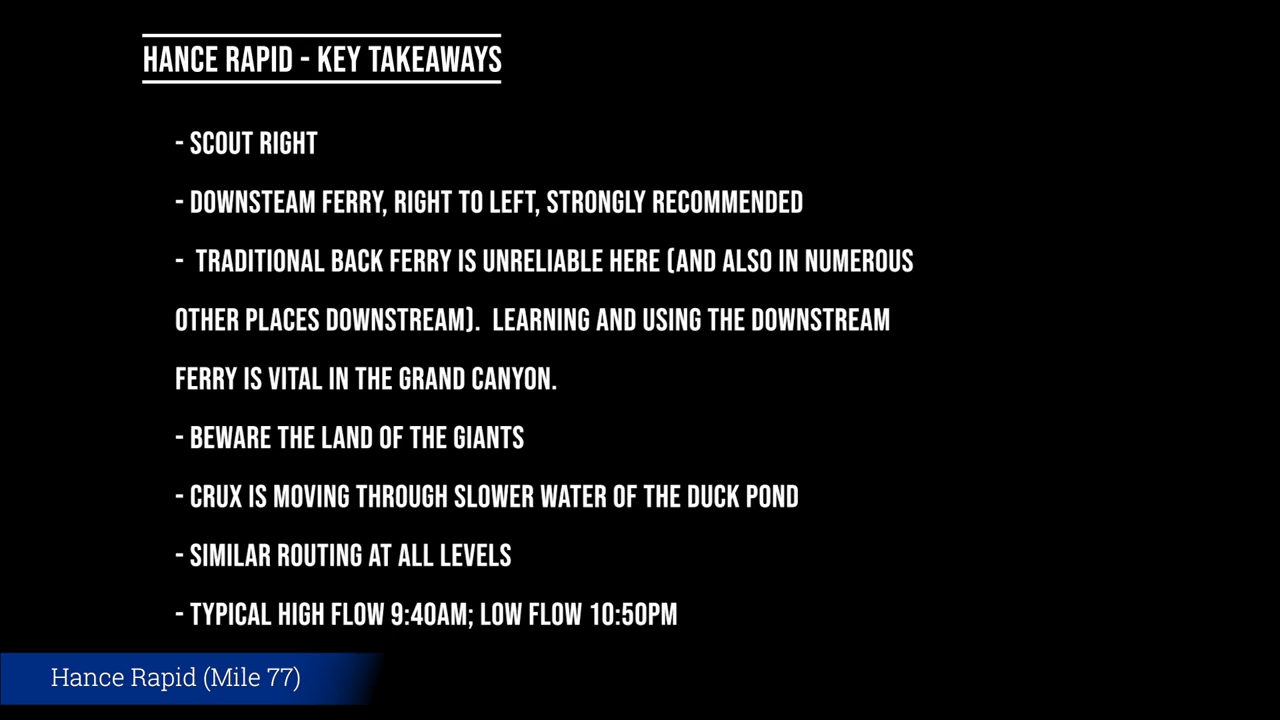 HANCE RAPID - KEY TAKEAWAYS
- SCOUT RIGHT
- DOWNSTEAM FERRY, RIGHT TO LEFT, STRONGLY RECOMMENDED
- TRADITIONAL BACK FERRY IS UNRELIABLE HERE (AND ALSO IN NUMEROUS
OTHER PLACES DOWNSTREAM). LEARNING AND USING THE DOWNSTREAM
FERRY IS VITAL IN THE GRAND CANYON.
- BEWARE THE LAND OF THE GIANTS
- CRUX IS MOVING THROUGH SLOWER WATER OF THE DUCK POND
- SIMILAR ROUTING AT ALL LEVELS
- TYPICAL HIGH FLOW 9:40AM; LOW FLOW 10:50PM
Hance Rapid (Mile 77)